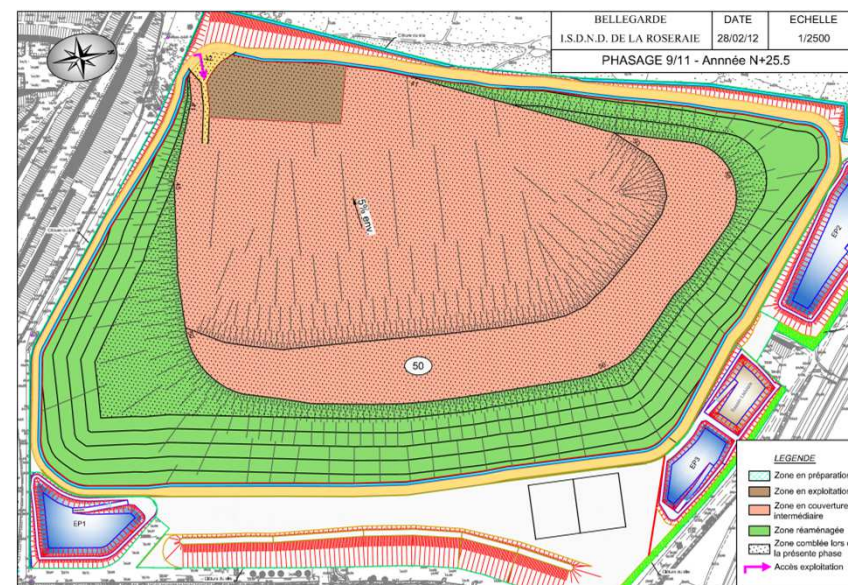 BELLEGARDE
DATE
ECHELLE
I.S.D.N.D. DE LA ROSERAIE
28/02/12
1/2500
PHASAGE 9/11 - Annnée N+25.5
5% env
50
EP2
EP3
EP1
LEGENDE
Zone en préparation
Zone en exploitation
Zone en couverture
intermédiaire
Zone réaménagée
Zone comblée lors
la présente phase
Accès exploitation